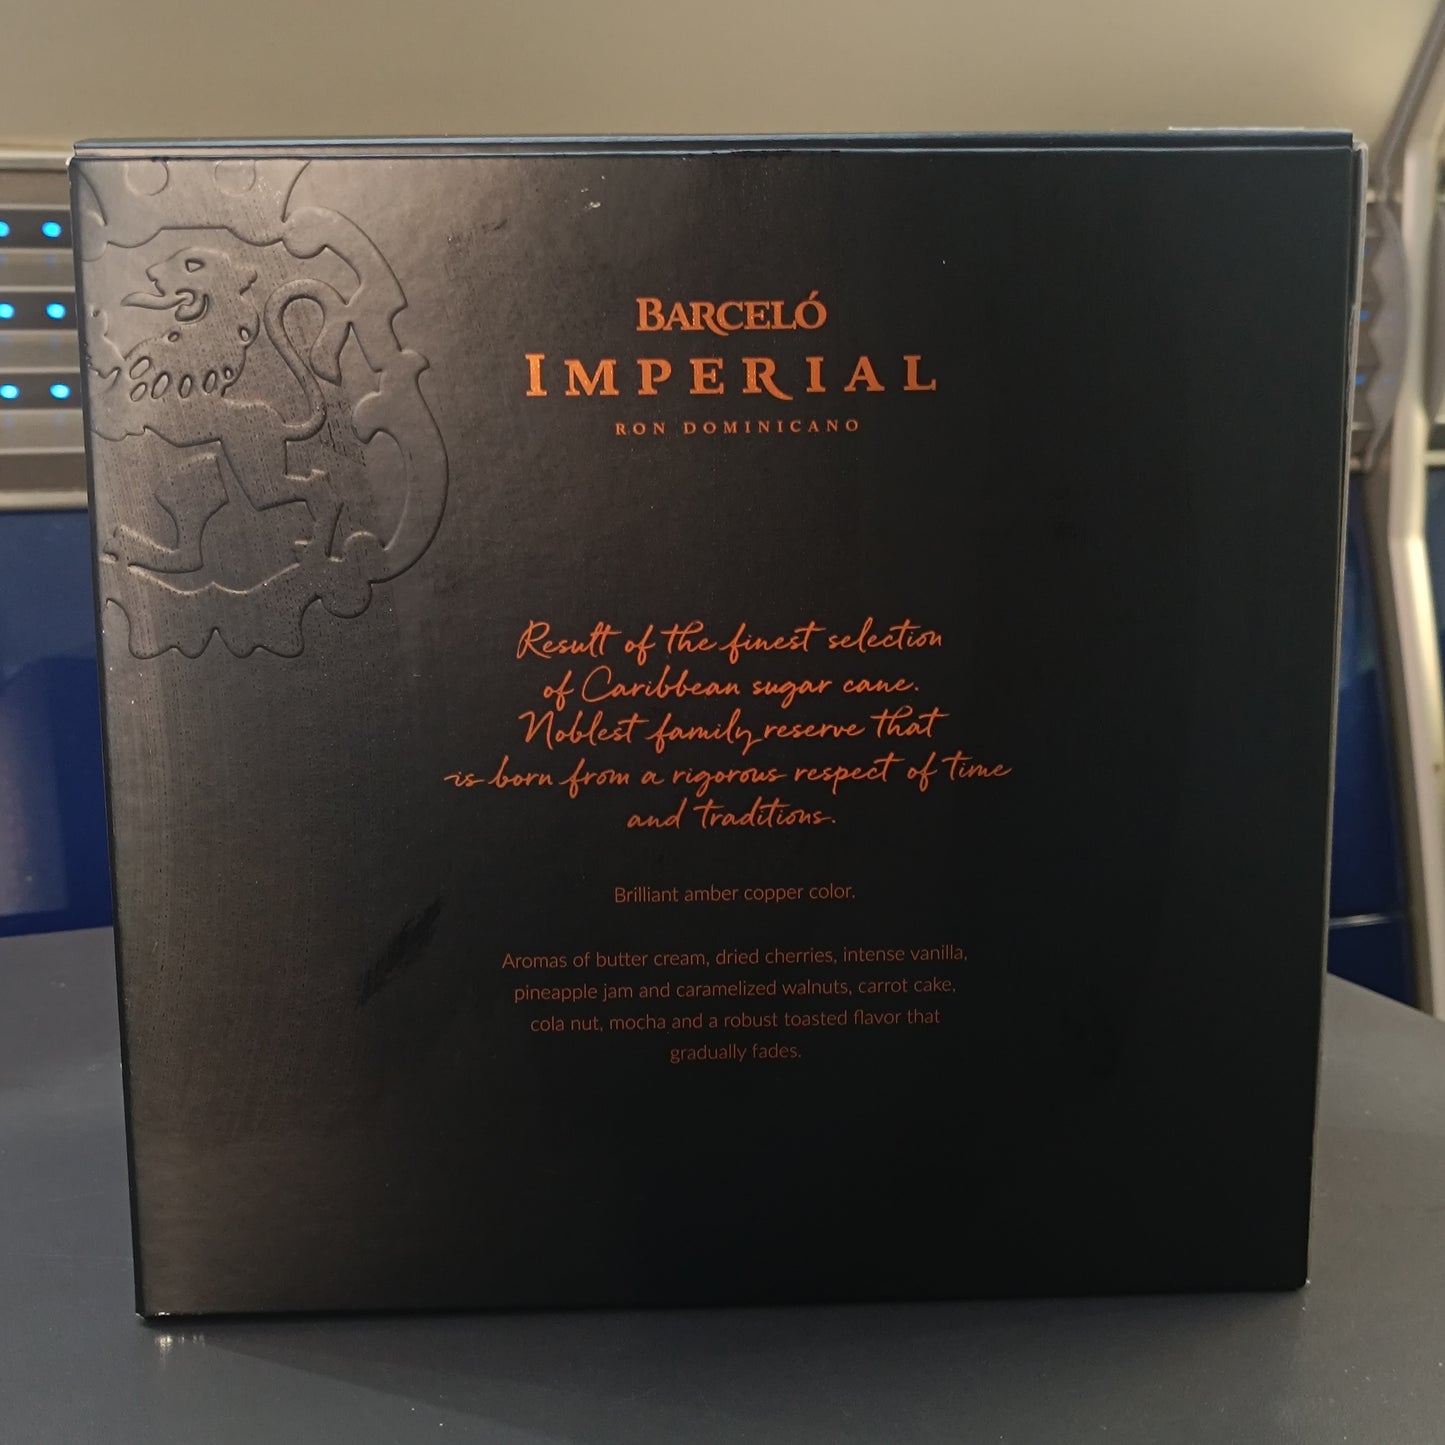 BARCELÓ
IMPERIAL
RON DOMINICANO
Result of the finest selection
of Caribbean sugar cane.
Noblest family reserve that
is born from a rigorous respect of time
and traditions.
Brilliant amber copper color.
Aromas of butter cream, dried cherries, intense vanilla,
pineapple jam and caramelized walnuts, carrot cake,
cola nut, mocha and a robust toasted flavor that
gradually fades.